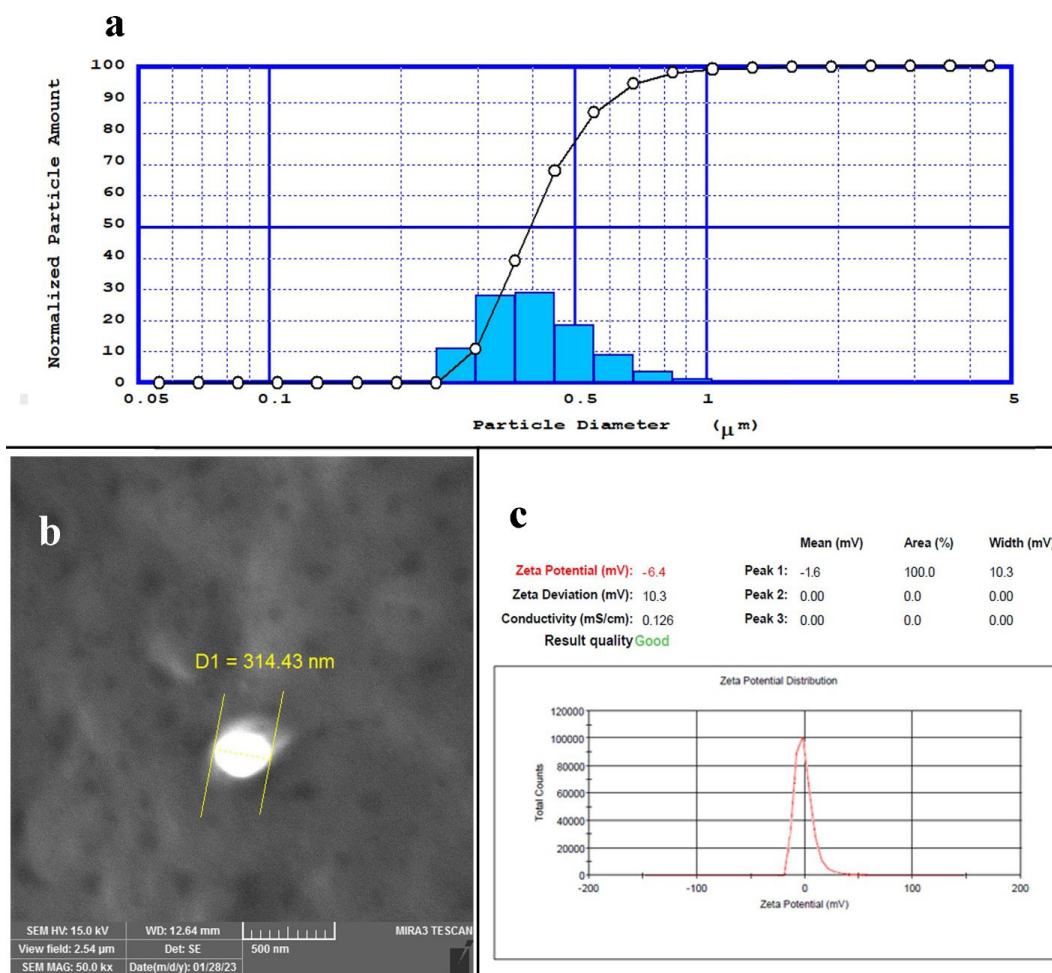 a
Normalized Particle Amount
100
90
80
70
60
50
40
30
20
10
0
0.05 0.1 0.5 1 5
Particle Diameter (μm)
b
D1 = 314.43 nm
SEM HV: 15.0 kV WD: 12.64 mm MIRA3 TESCAN
View field: 2.54 μm Det: SE 500 nm
SEM MAG: 50.0 kx Date(m/d/y): 01/28/23
c
Mean (mV) Area (%) Width (mV
Zeta Potential (mV): -6.4 Peak 1: -1.6 100.0 10.3
Zeta Deviation (mV): 10.3 Peak 2: 0.00 0.0 0.00
Conductivity (mS/cm): 0.126 Peak 3: 0.00 0.0 0.00
Result quality Good
Zeta Potential Distribution
Total Counts
120000
100000
80000
60000
40000
20000
0
-200 -100 0 100 200
Zeta Potential (mV)